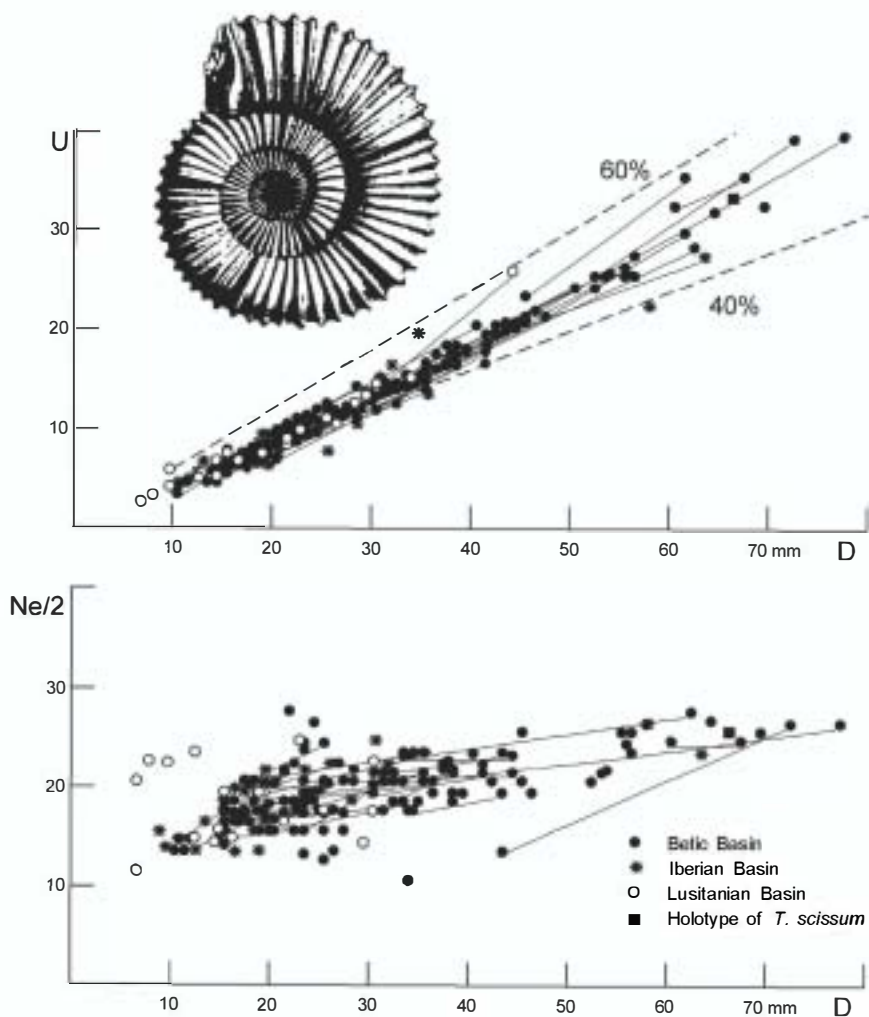 U
60%
30
40%
20
10
10 20 30 40 50 60 70 mm D
Ne/2
30
20
10
Betic Basin
Iberian Basin
Lusitanian Basin
Holotype of T. scissum
10 20 30 40 50 60 70 mm D